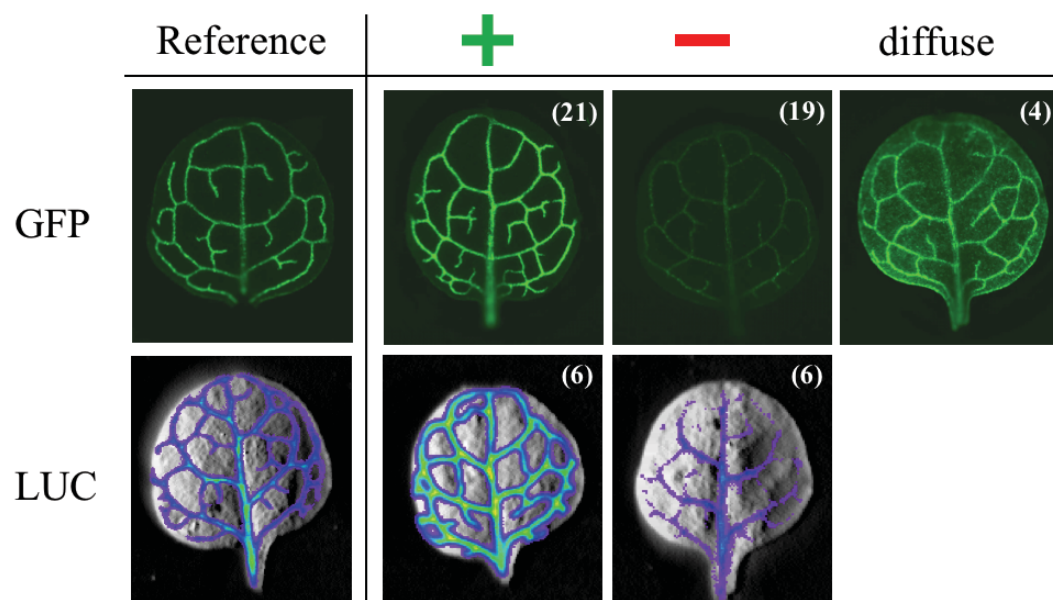 Reference + − diffuse
GFP (21) (19) (4)
LUC (6) (6)